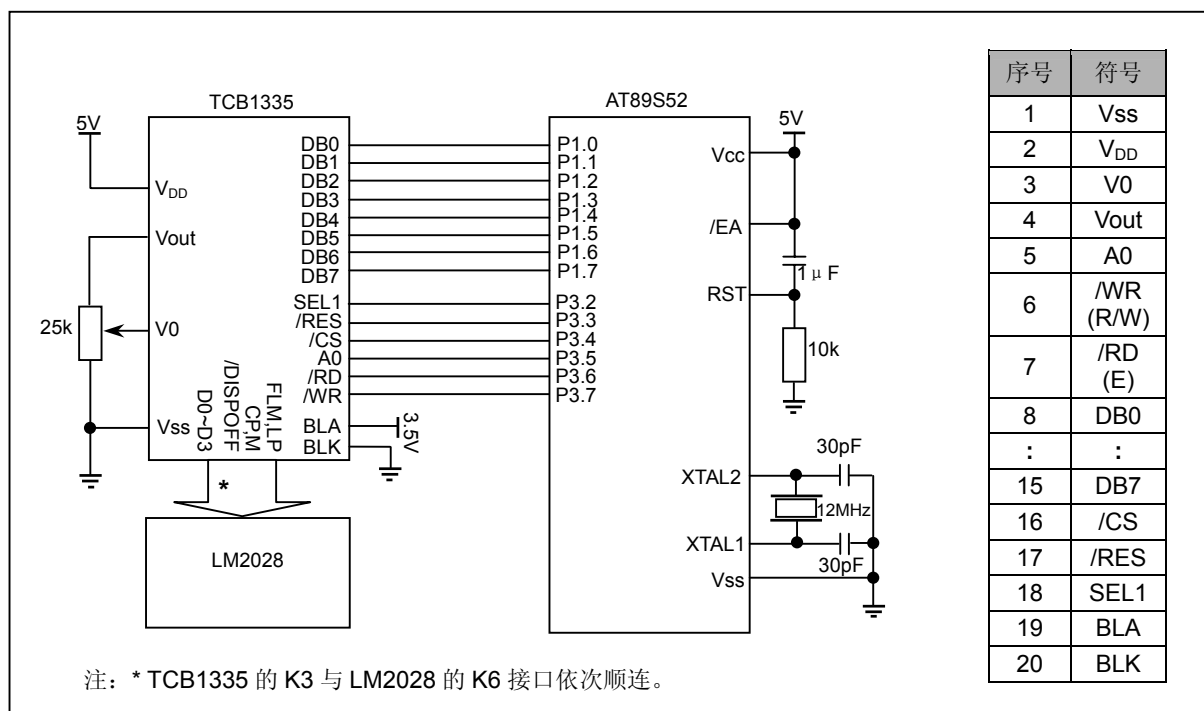 TCB1335
AT89S52
5V
VDD
Vout
25k
V0
Vss
DB0
DB1
DB2
DB3
DB4
DB5
DB6
DB7
SEL1
/RES
/CS
A0
/RD
/WR
BLA
BLK
3.5V
D0~D3
/DISPOFF
CP,M
FLM,LP
*
LM2028
P1.0
P1.1
P1.2
P1.3
P1.4
P1.5
P1.6
P1.7
P3.2
P3.3
P3.4
P3.5
P3.6
P3.7
5V
Vcc
/EA
1μF
RST
10k
30pF
XTAL2
12MHz
XTAL1
30pF
Vss
注：* TCB1335 的 K3 与 LM2028 的 K6 接口依次顺连。
序号 符号
1 Vss
2 VDD
3 V0
4 Vout
5 A0
6 /WR
(R/W)
7 /RD
(E)
8 DB0
: :
15 DB7
16 /CS
17 /RES
18 SEL1
19 BLA
20 BLK